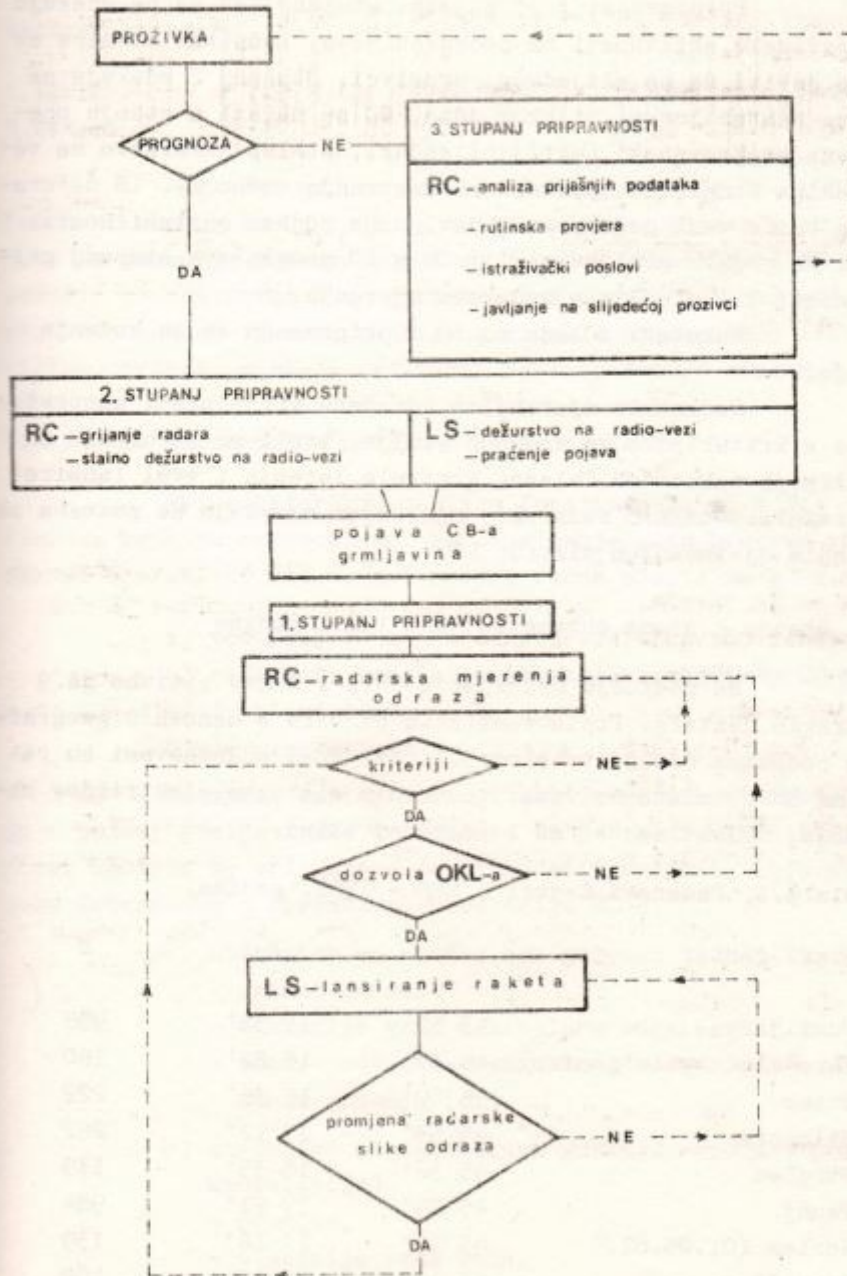 PROZIVKA
PROGNOZA
NE
3. STUPANJ PRIPRAVNOSTI
RC – analiza prijašnjih podataka
– rutinska provjera
– istraživački poslovi
– javljanje na slijedećoj prozivci
DA
2. STUPANJ PRIPRAVNOSTI
RC – grijanje radara
– stalno dežurstvo na radio-vezi
LS – dežurstvo na radio-vezi
– praćenje pojava
pojava CB-a
grmljavina
1. STUPANJ PRIPRAVNOSTI
RC – radarska mjerenja
odraza
kriteriji
NE
DA
dozvola OKL-a
NE
DA
LS – lansiranje raketa
promjena radarske
slike odraza
NE
DA